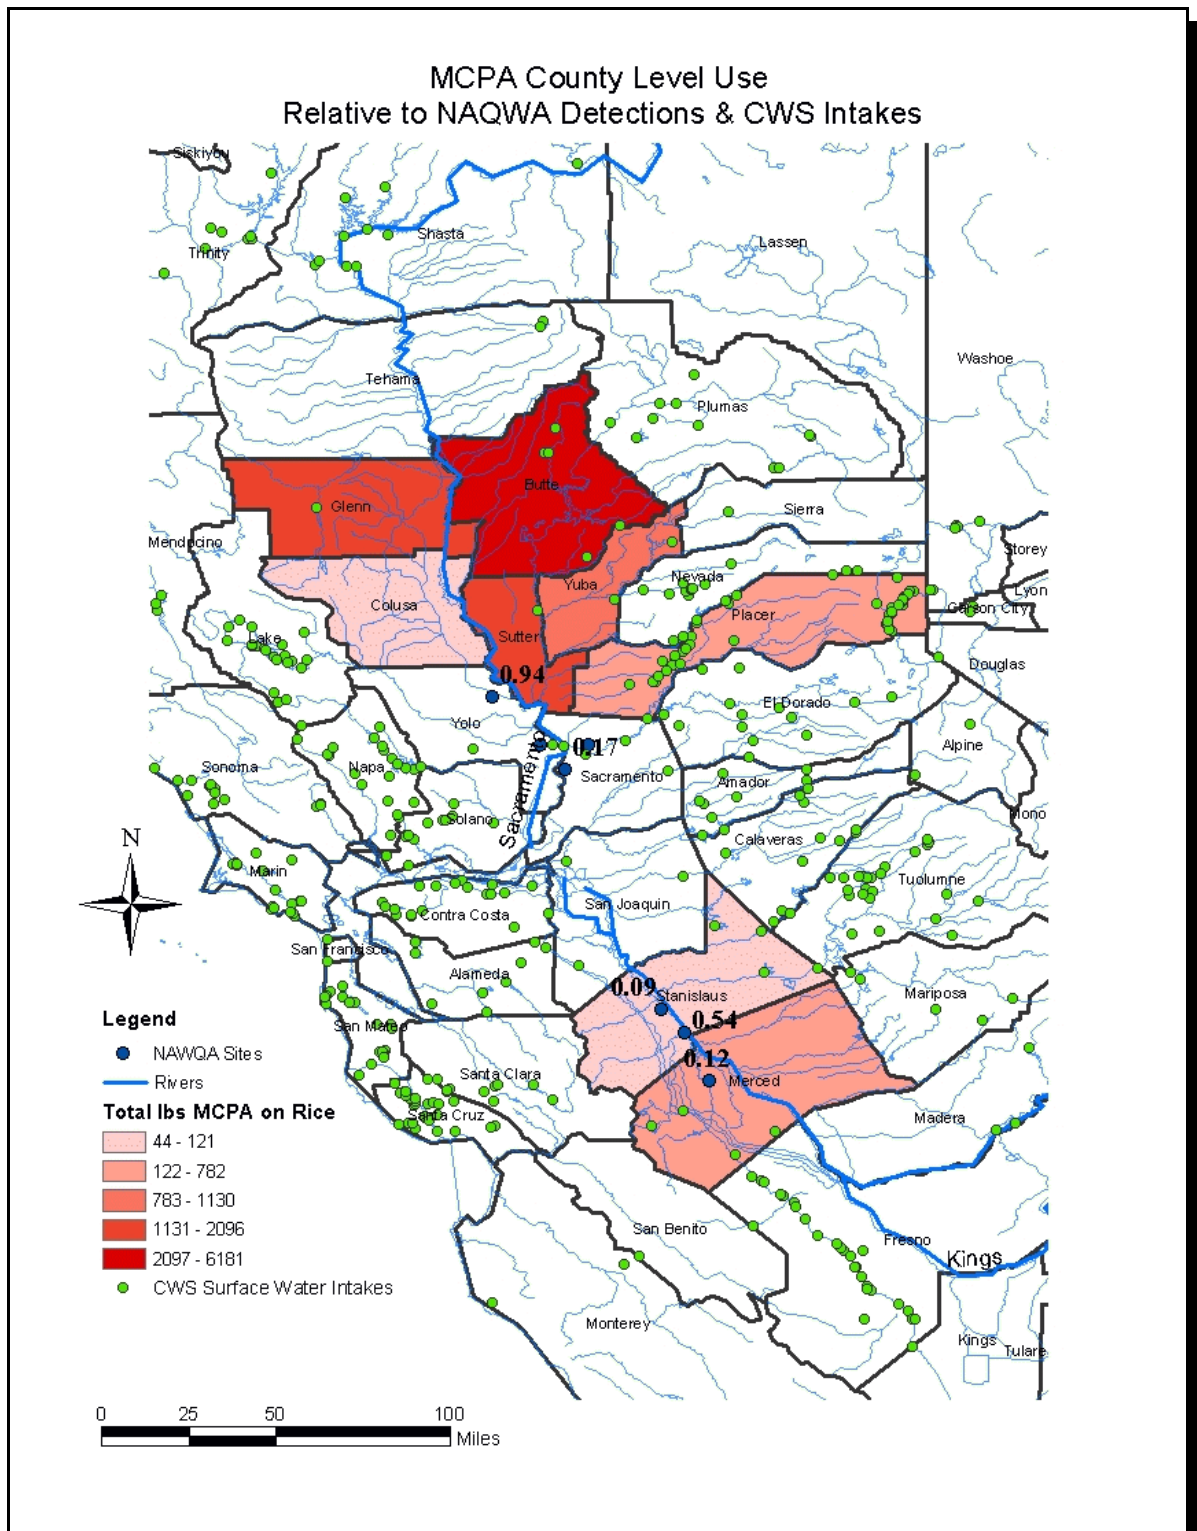 MCPA County Level Use
Relative to NAQWA Detections & CWS Intakes
Siskiyou
Shasta
Lassen
Trinity
Washoe
Tehama
Plumas
Butte
Glenn
Sierra
Mendocino
Storey
Nevada
Yuba
Lyon
Colusa
Placer
Carson City
Sutter
Lake
Douglas
0.94
El Dorado
Yolo
Sacramento
0.17
Alpine
Sonoma
Napa
Sacramento
Amador
Solano
Mono
N
Calaveras
Marin
Tuolumne
San Joaquin
Contra Costa
San Francisco
Alameda
0.09
Stanislaus
Mariposa
Legend
0.54
San Mateo
NAWQA Sites
0.12
Santa Clara
Merced
Rivers
Total lbs MCPA on Rice
Santa Cruz
Madera
44 - 121
122 - 782
783 - 1130
1131 - 2096
San Benito
Fresno
2097 - 6181
Kings
CWS Surface Water Intakes
Monterey
Kings
Tulare
0 25 50 100
Miles